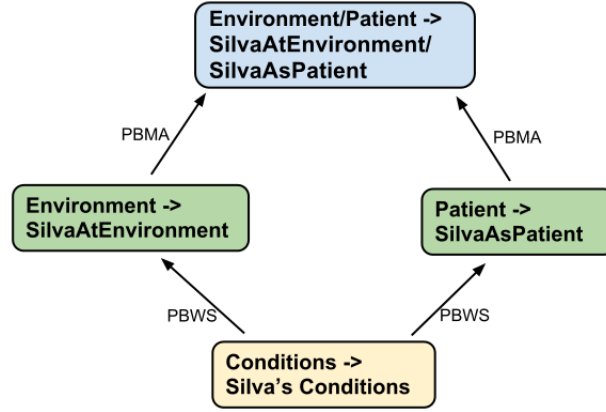 Environment/Patient ->
SilvaAtEnvironment/
SilvaAsPatient
PBMA
PBMA
Environment ->
SilvaAtEnvironment
Patient ->
SilvaAsPatient
PBWS
PBWS
Conditions ->
Silva's Conditions